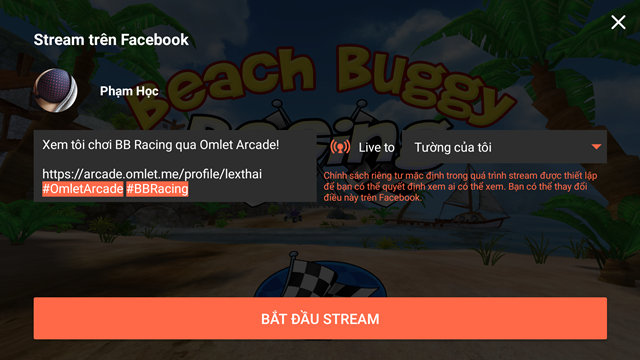 Stream trên Facebook
Phạm Học
Xem tôi chơi BB Racing qua Omlet Arcade!
https://arcade.omlet.me/profile/lexthai
#OmletArcade #BBRacing
Live to Tường của tôi
Chính sách riêng tư mặc định trong quá trình stream được thiết lập
để bạn có thể quyết định xem ai có thể xem. Bạn có thể thay đổi
điều này trên Facebook.
Beach Buggy
Racing
BẮT ĐẦU STREAM